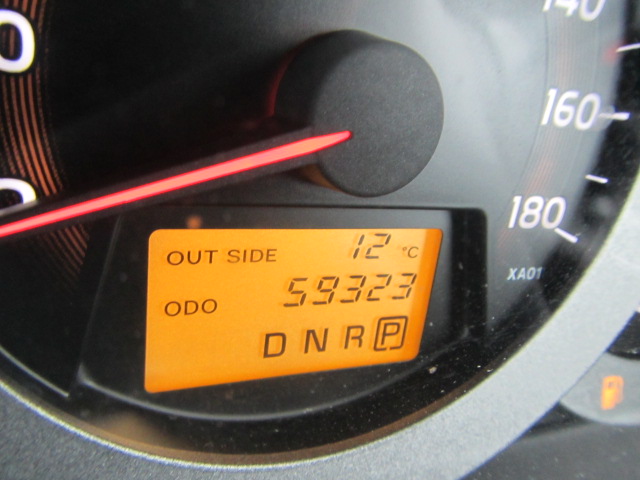 140
160
180
XA01
OUT SIDE 12 °C
ODO 59323
D N R P